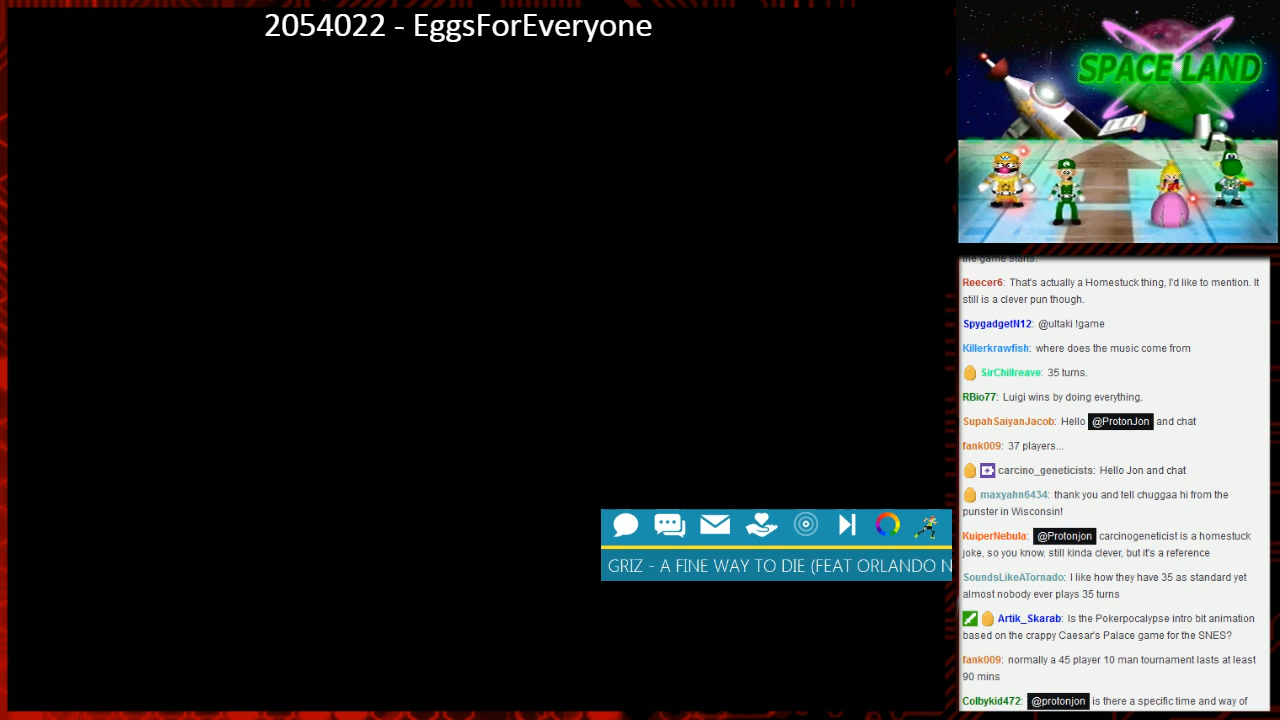 2054022 - EggsForEveryone
SPACE LAND
the game starts.
Reecer6: That's actually a Homestuck thing, I'd like to mention. It
still is a clever pun though.
SpygadgetN12: @ultaki !game
Killerkrawfish: where does the music come from
SirChillreave: 35 turns.
RBio77: Luigi wins by doing everything.
SupahSaiyanJacob: Hello @ProtonJon and chat
fank009: 37 players...
carcino_geneticists: Hello Jon and chat
maxyahn6434: thank you and tell chuggaa hi from the
punster in Wisconsin!
KuiperNebula: @Protonjon carcinogeneticist is a homestuck
joke, so you know. still kinda clever, but it's a reference
SoundsLikeATornado: I like how they have 35 as standard yet
almost nobody ever plays 35 turns
Artik_Skarab: Is the Pokerpocalypse intro bit animation
based on the crappy Caesar's Palace game for the SNES?
fank009: normally a 45 player 10 man tournament lasts at least
90 mins
Colbykid472: @protonjon is there a specific time and way of
GRIZ - A FINE WAY TO DIE (FEAT ORLANDO N